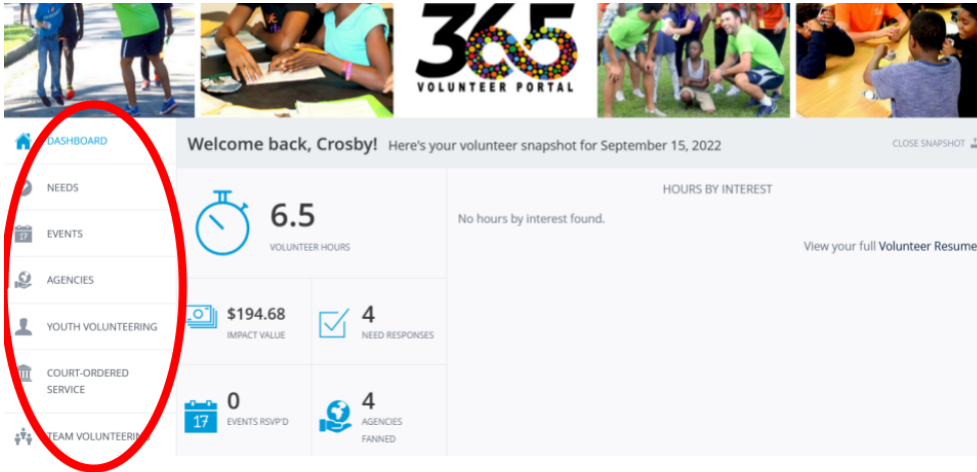 365
VOLUNTEER PORTAL
DASHBOARD
NEEDS
EVENTS
17
AGENCIES
YOUTH VOLUNTEERING
COURT-ORDERED
SERVICE
TEAM VOLUNTEERING
Welcome back, Crosby! Here's your volunteer snapshot for September 15, 2022
CLOSE SNAPSHOT
6.5
VOLUNTEER HOURS
HOURS BY INTEREST
No hours by interest found.
View your full Volunteer Resume
$194.68
IMPACT VALUE
4
NEED RESPONSES
17
0
EVENTS RSVP'D
4
AGENCIES
FANNED